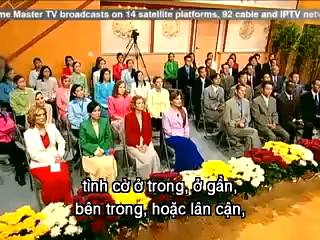 me Master TV broadcasts on 14 satellite platforms, 92 cable and IPTV netw
tình cờ ở trong, ở gần,
bên trong, hoặc lân cận,